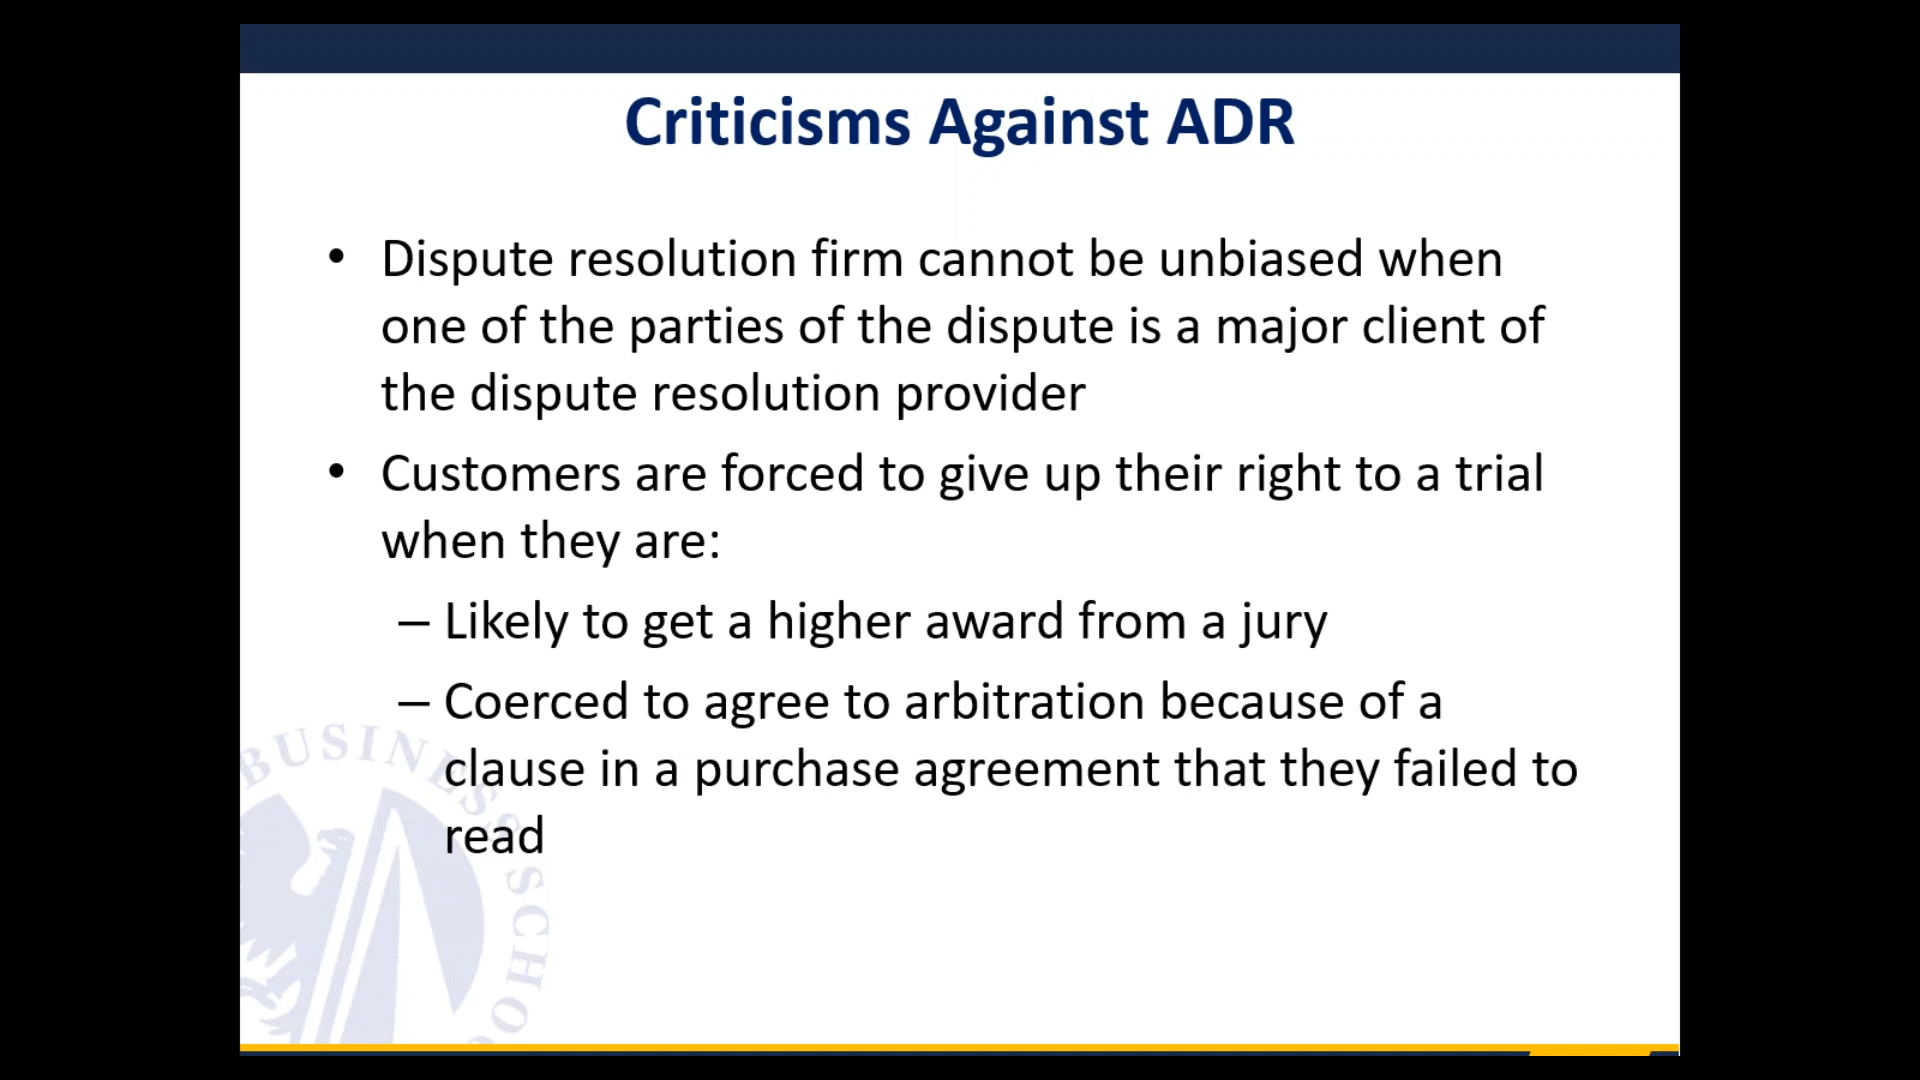 Criticisms Against ADR
• Dispute resolution firm cannot be unbiased when
one of the parties of the dispute is a major client of
the dispute resolution provider
• Customers are forced to give up their right to a trial
when they are:
– Likely to get a higher award from a jury
– Coerced to agree to arbitration because of a
clause in a purchase agreement that they failed to
read
BUSINESS SCHOO